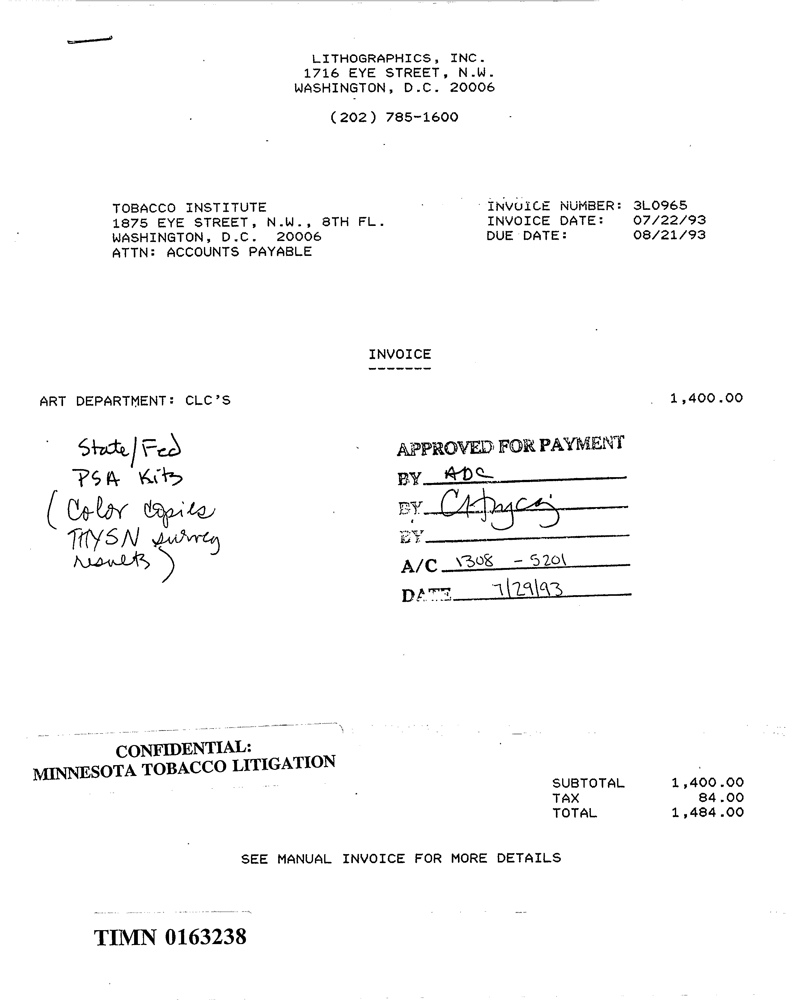 LITHOGRAPHICS, INC.
1716 EYE STREET, N.W.
WASHINGTON, D.C. 20006
(202) 785-1600
TOBACCO INSTITUTE
1875 EYE STREET, N.W., 8TH FL.
WASHINGTON, D.C. 20006
ATTN: ACCOUNTS PAYABLE
INVOICE NUMBER: 3L0965
INVOICE DATE: 07/22/93
DUE DATE: 08/21/93
INVOICE
-------
ART DEPARTMENT: CLC'S 1,400.00
State/Fed
PSA Kits
(Color copies
TMYSN survey
results)
APPROVED FOR PAYMENT
BY ADC
BY
BY
A/C 1308 - 5201
DATE 7/29/93
CONFIDENTIAL:
MINNESOTA TOBACCO LITIGATION
SUBTOTAL 1,400.00
TAX 84.00
TOTAL 1,484.00
SEE MANUAL INVOICE FOR MORE DETAILS
TIMN 0163238